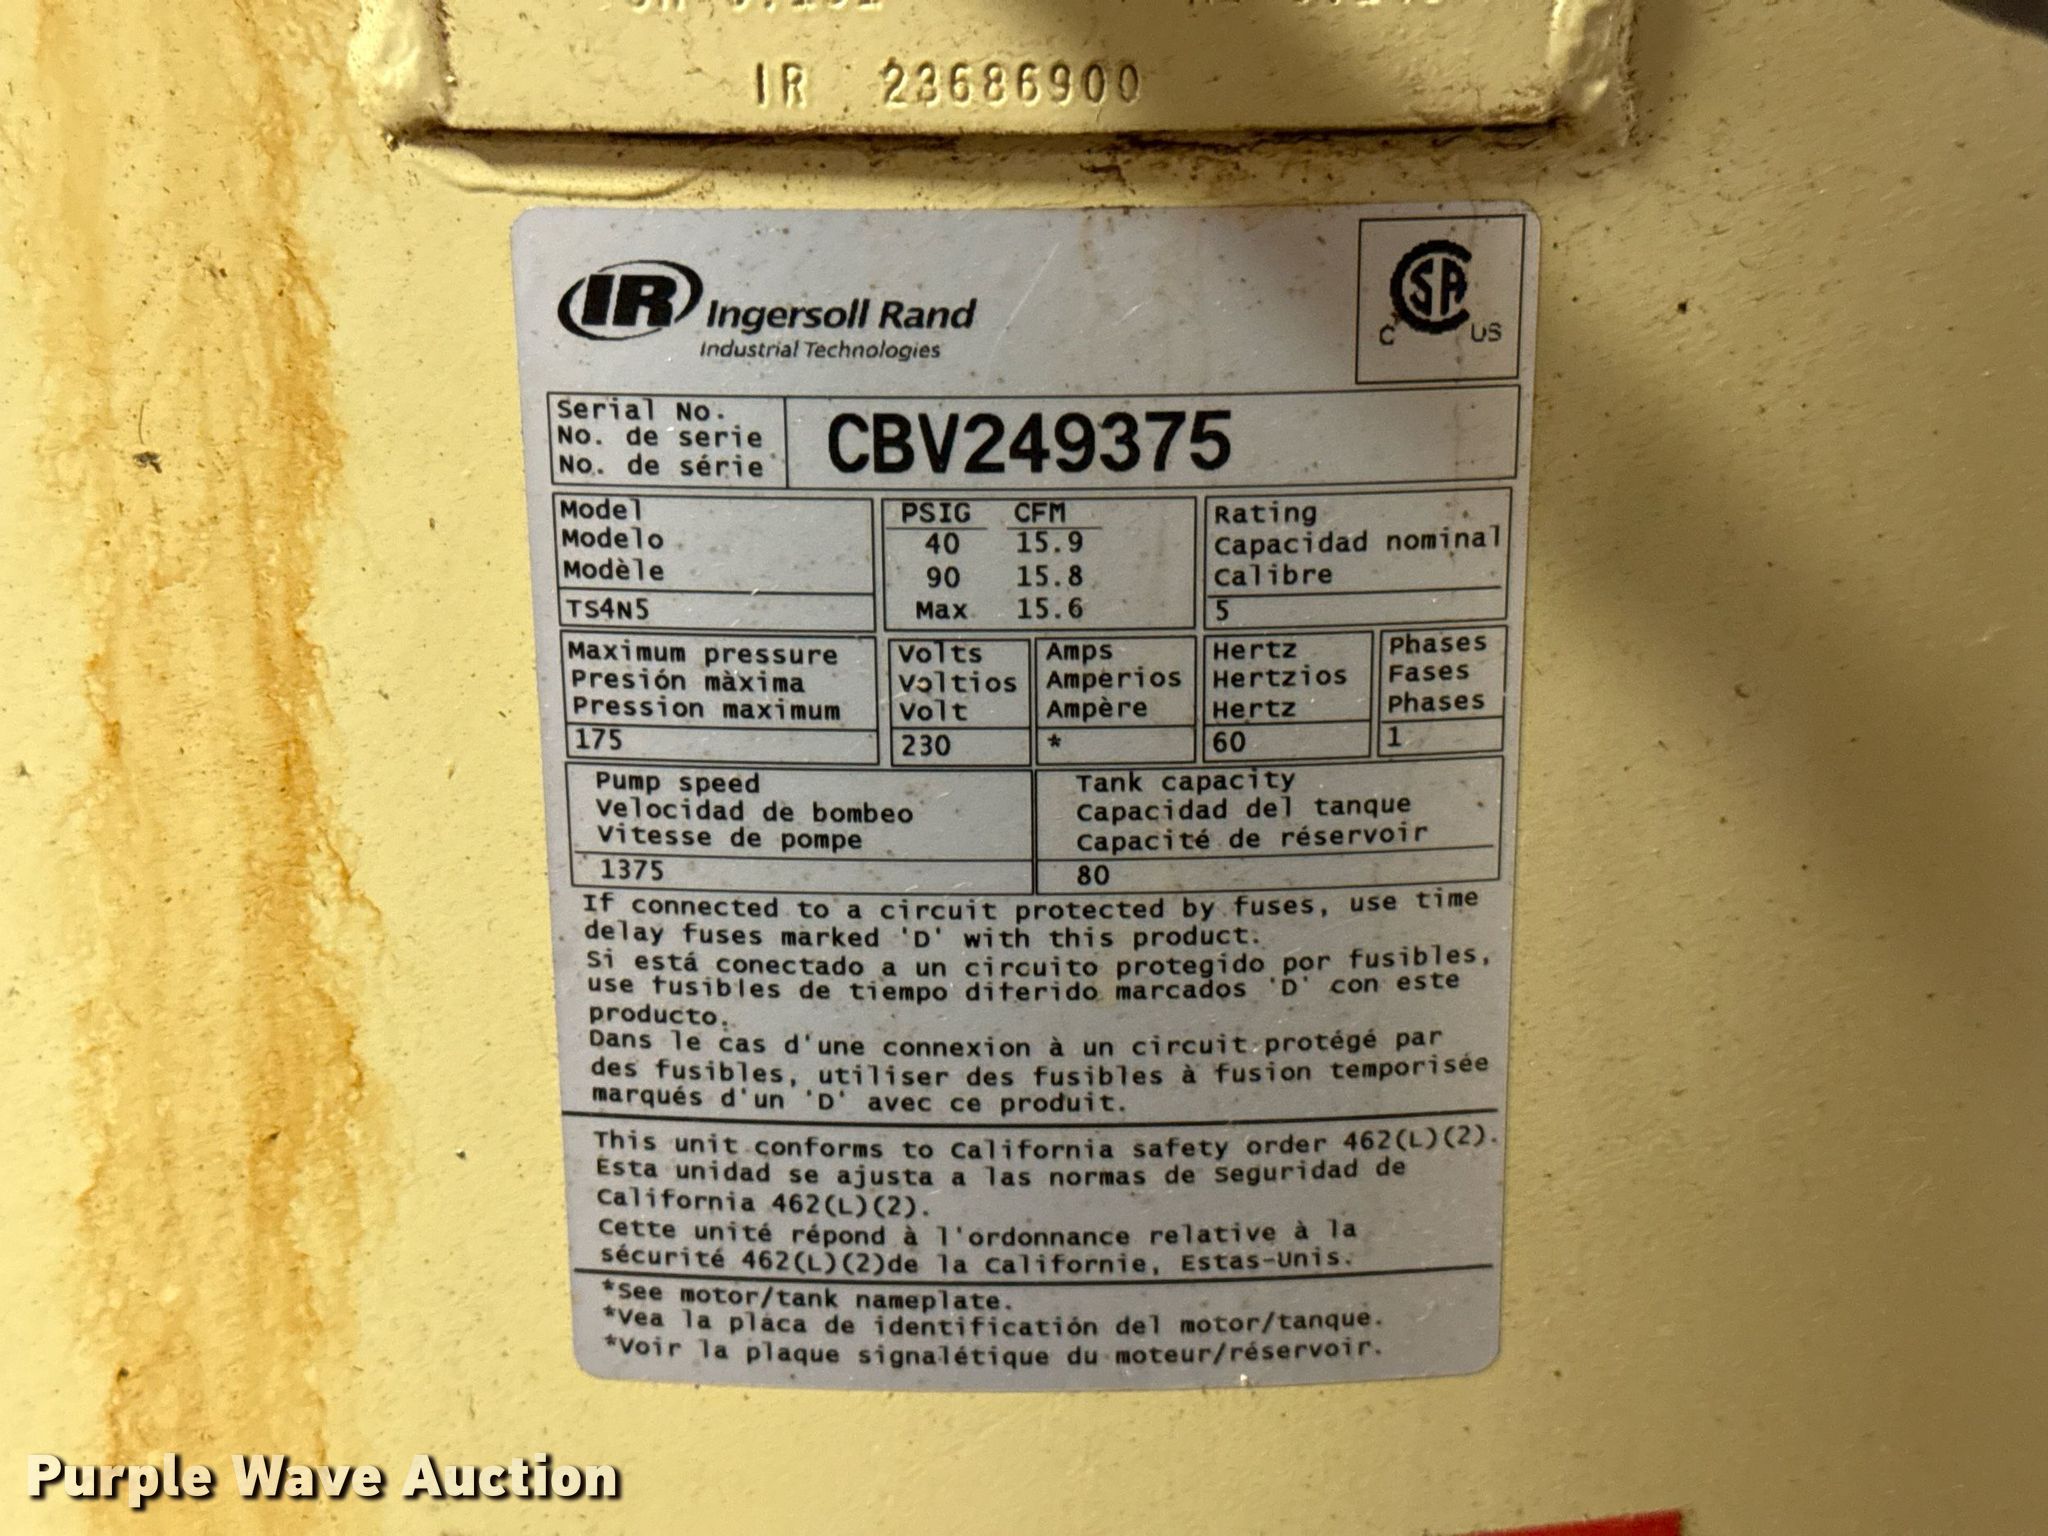 IR 23686900
IR Ingersoll Rand
Industrial Technologies
CSA
C US
Serial No.
No. de serie
No. de série
CBV249375
Model
Modelo
Modèle
TS4N5
PSIG CFM
40 15.9
90 15.8
Max 15.6
Rating
Capacidad nominal
Calibre
5
Maximum pressure
Presión màxima
Pression maximum
175
Volts
Voltios
Volt
230
Amps
Amperios
Ampère
*
Hertz
Hertzios
Hertz
60
Phases
Fases
Phases
1
Pump speed
Velocidad de bombeo
Vitesse de pompe
1375
Tank capacity
Capacidad del tanque
Capacité de réservoir
80
If connected to a circuit protected by fuses, use time
delay fuses marked 'D' with this product.
Si está conectado a un circuito protegido por fusibles,
use fusibles de tiempo diferido marcados 'D' con este
producto.
Dans le cas d'une connexion à un circuit protégé par
des fusibles, utiliser des fusibles à fusion temporisée
marqués d'un 'D' avec ce produit.
This unit conforms to California safety order 462(L)(2).
Esta unidad se ajusta a las normas de Seguridad de
California 462(L)(2).
Cette unité répond à l'ordonnance relative à la
sécurité 462(L)(2)de la Californie, Estas-Unis.
*See motor/tank nameplate.
*Vea la placa de identificatión del motor/tanque.
*Voir la plaque signalétique du moteur/réservoir.
Purple Wave Auction